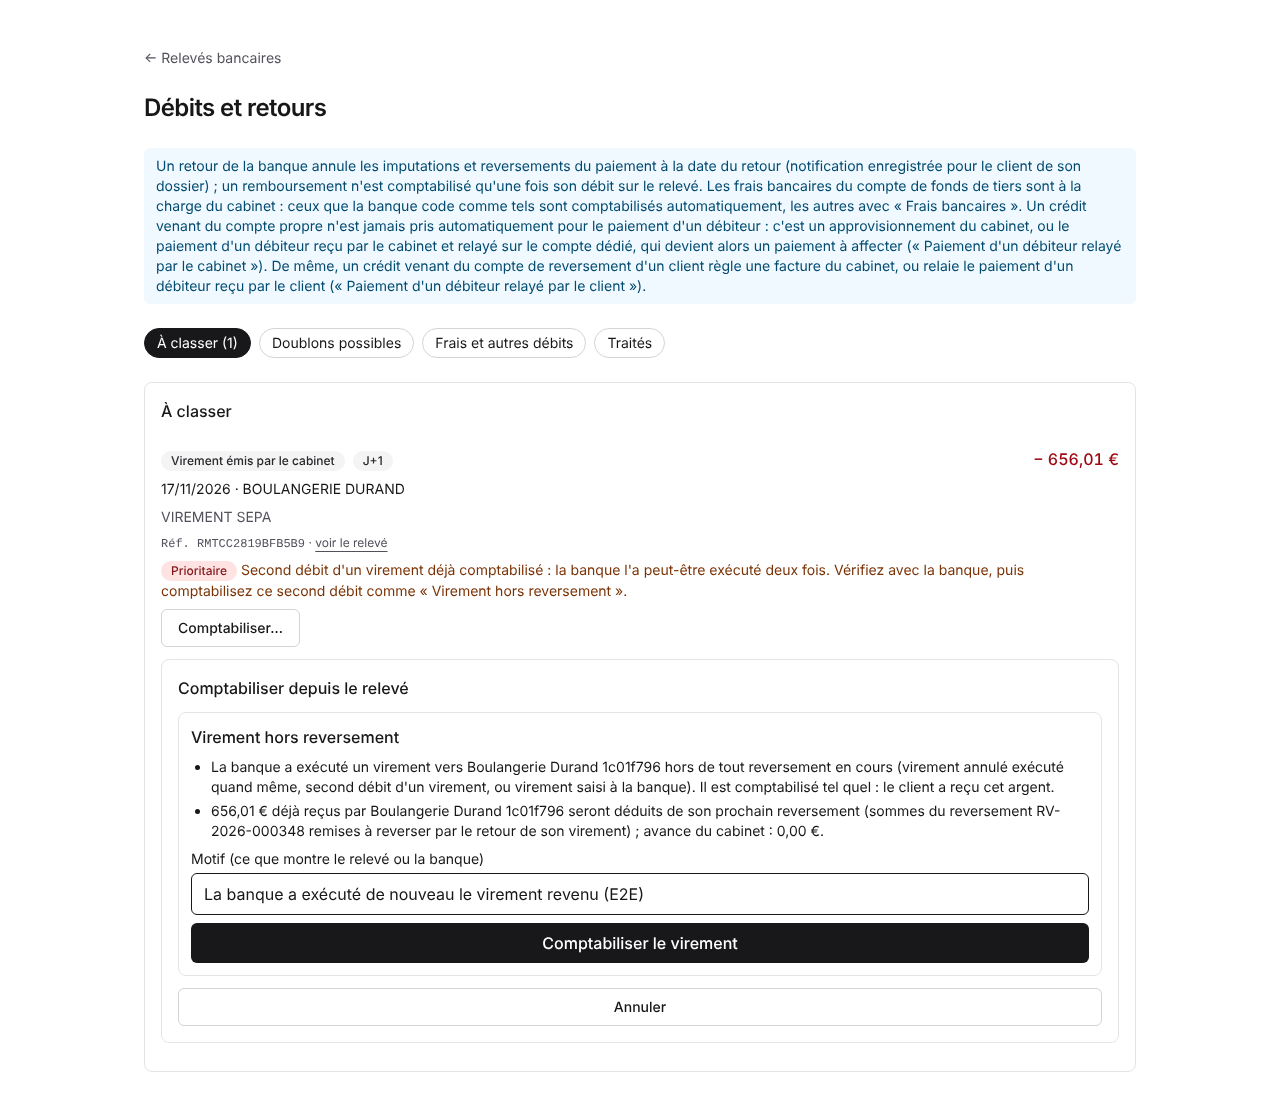 ← Relevés bancaires
Débits et retours
Un retour de la banque annule les imputations et reversements du paiement à la date du retour (notification enregistrée pour le client de son
dossier) ; un remboursement n'est comptabilisé qu'une fois son débit sur le relevé. Les frais bancaires du compte de fonds de tiers sont à la
charge du cabinet : ceux que la banque code comme tels sont comptabilisés automatiquement, les autres avec « Frais bancaires ». Un crédit
venant du compte propre n'est jamais pris automatiquement pour le paiement d'un débiteur : c'est un approvisionnement du cabinet, ou le
paiement d'un débiteur reçu par le cabinet et relayé sur le compte dédié, qui devient alors un paiement à affecter (« Paiement d'un débiteur relayé
par le cabinet »). De même, un crédit venant du compte de reversement d'un client règle une facture du cabinet, ou relaie le paiement d'un
débiteur reçu par le client (« Paiement d'un débiteur relayé par le client »).
À classer (1) Doublons possibles Frais et autres débits Traités
À classer
Virement émis par le cabinet J+1 − 656,01 €
17/11/2026 · BOULANGERIE DURAND
VIREMENT SEPA
Réf. RMTCC2819BFB5B9 · voir le relevé
Prioritaire Second débit d'un virement déjà comptabilisé : la banque l'a peut-être exécuté deux fois. Vérifiez avec la banque, puis
comptabilisez ce second débit comme « Virement hors reversement ».
Comptabiliser...
Comptabiliser depuis le relevé
Virement hors reversement
• La banque a exécuté un virement vers Boulangerie Durand 1c01f796 hors de tout reversement en cours (virement annulé exécuté
quand même, second débit d'un virement, ou virement saisi à la banque). Il est comptabilisé tel quel : le client a reçu cet argent.
• 656,01 € déjà reçus par Boulangerie Durand 1c01f796 seront déduits de son prochain reversement (sommes du reversement RV-
2026-000348 remises à reverser par le retour de son virement) ; avance du cabinet : 0,00 €.
Motif (ce que montre le relevé ou la banque)
La banque a exécuté de nouveau le virement revenu (E2E)
Comptabiliser le virement
Annuler